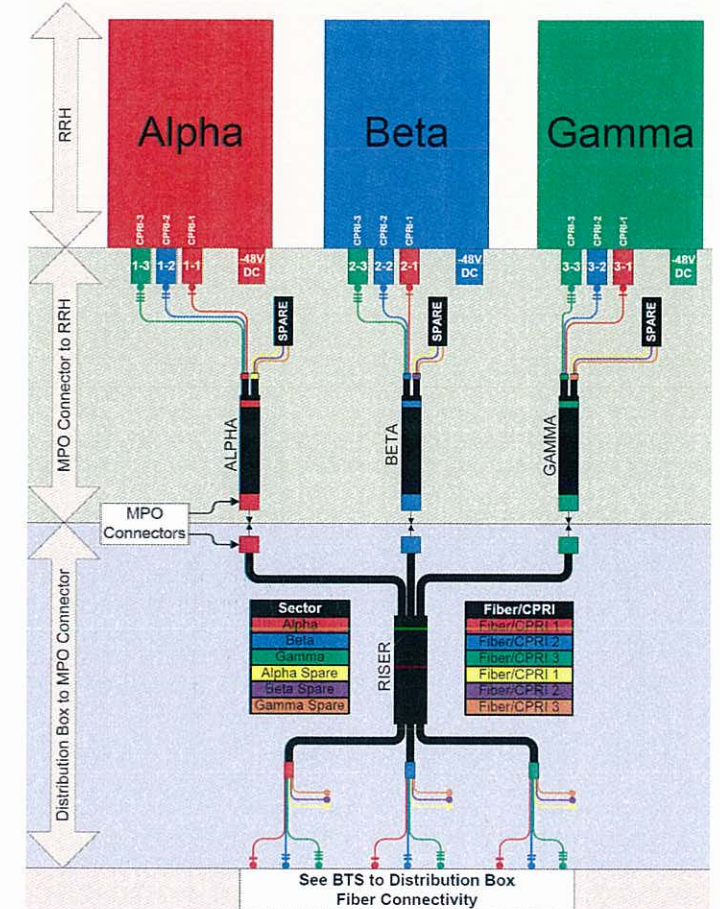 RRH
Alpha
Beta
Gamma
CPRI-3
CPRI-2
CPRI-1
CPRI-3
CPRI-2
CPRI-1
CPRI-3
CPRI-2
CPRI-1
1-3
1-2
1-1
-48V
DC
2-3
2-2
2-1
-48V
DC
3-3
3-2
3-1
-48V
DC
MPO Connector to RRH
SPARE
SPARE
SPARE
ALPHA
BETA
GAMMA
MPO
Connectors
Distribution Box to MPO Connector
Sector
Alpha
Beta
Gamma
Alpha Spare
Beta Spare
Gamma Spare
RISER
Fiber/CPRI
Fiber/CPRI 1
Fiber/CPRI 2
Fiber/CPRI 3
Fiber/CPRI 1
Fiber/CPRI 2
Fiber/CPRI 3
See BTS to Distribution Box
Fiber Connectivity